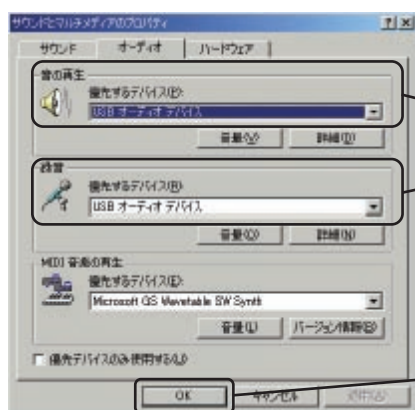 サウンドとマルチメディアのプロパティ
サウンド オーディオ ハードウェア
音の再生
優先するデバイス(P):
USB オーディオ デバイス
音量(V) 詳細(D)
録音
優先するデバイス(R):
USB オーディオ デバイス
音量(O) 詳細(N)
MIDI 音楽の再生
優先するデバイス(E):
Microsoft GS Wavetable SW Synth
音量(L) バージョン情報(B)
優先デバイスのみ使用する(U)
OK キャンセル 適用(A)